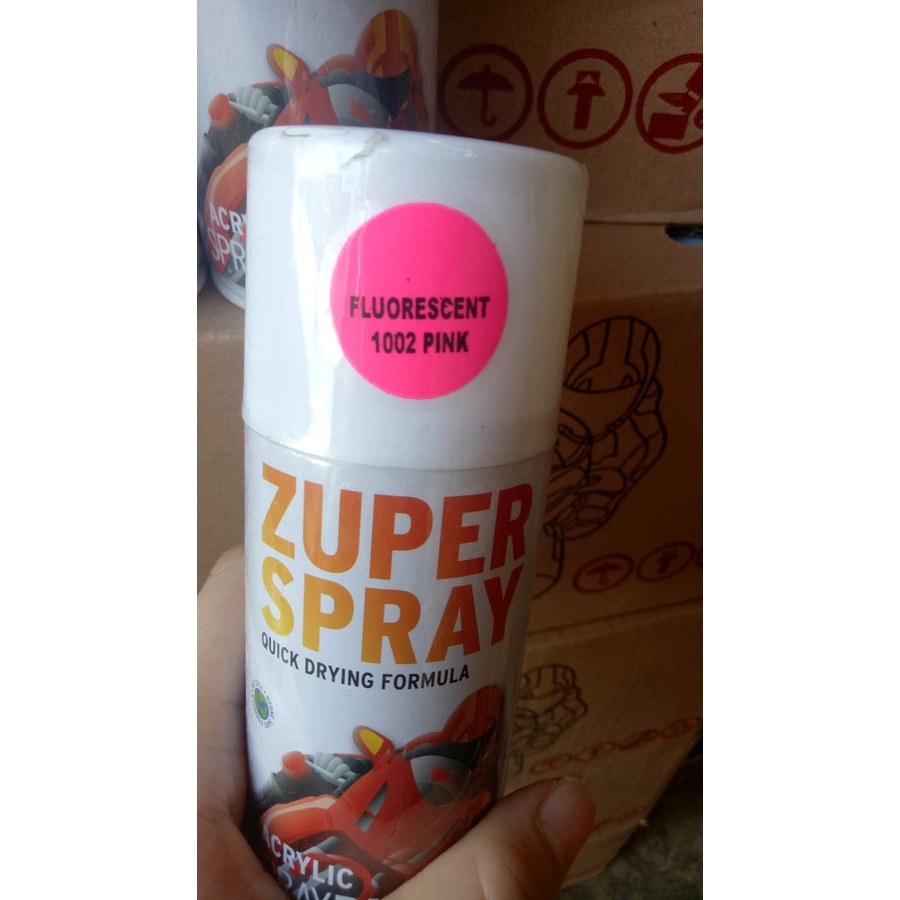 FLUORESCENT
1002 PINK
ZUPER
SPRAY
QUICK DRYING FORMULA
ACRYLIC